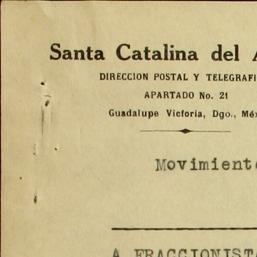 Santa Catalina del
DIRECCION POSTAL Y TELEGRAFI
APARTADO No. 21
Guadalupe Victoria, Dgo., Méx
Movimiento
A FRACCIONISTA